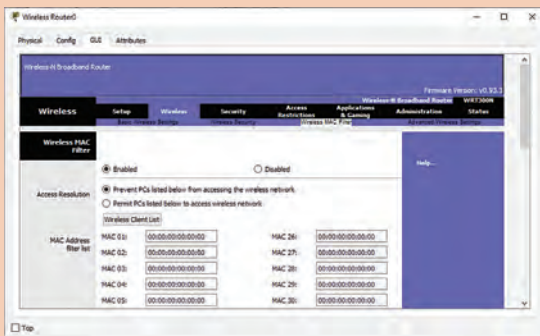 Wireless Router0
Physical Config GUI Attributes
Wireless-N Broadband Router
Firmware Version: v0.93.3
Wireless-N Broadband Router WRT300N
Wireless
Setup Wireless Security Access Restrictions Applications & Gaming Administration Status
Basic Wireless Settings Wireless Security Wireless MAC Filter Advanced Wireless Settings
Wireless MAC Filter
Help...
Enabled Disabled
Access Resolution
Prevent PCs listed below from accessing the wireless network
Permit PCs listed below to access wireless network
Wireless Client List
MAC Address filter list
MAC 01: 00:00:00:00:00:00 MAC 26: 00:00:00:00:00:00
MAC 02: 00:00:00:00:00:00 MAC 27: 00:00:00:00:00:00
MAC 03: 00:00:00:00:00:00 MAC 28: 00:00:00:00:00:00
MAC 04: 00:00:00:00:00:00 MAC 29: 00:00:00:00:00:00
MAC 05: 00:00:00:00:00:00 MAC 30: 00:00:00:00:00:00
Top